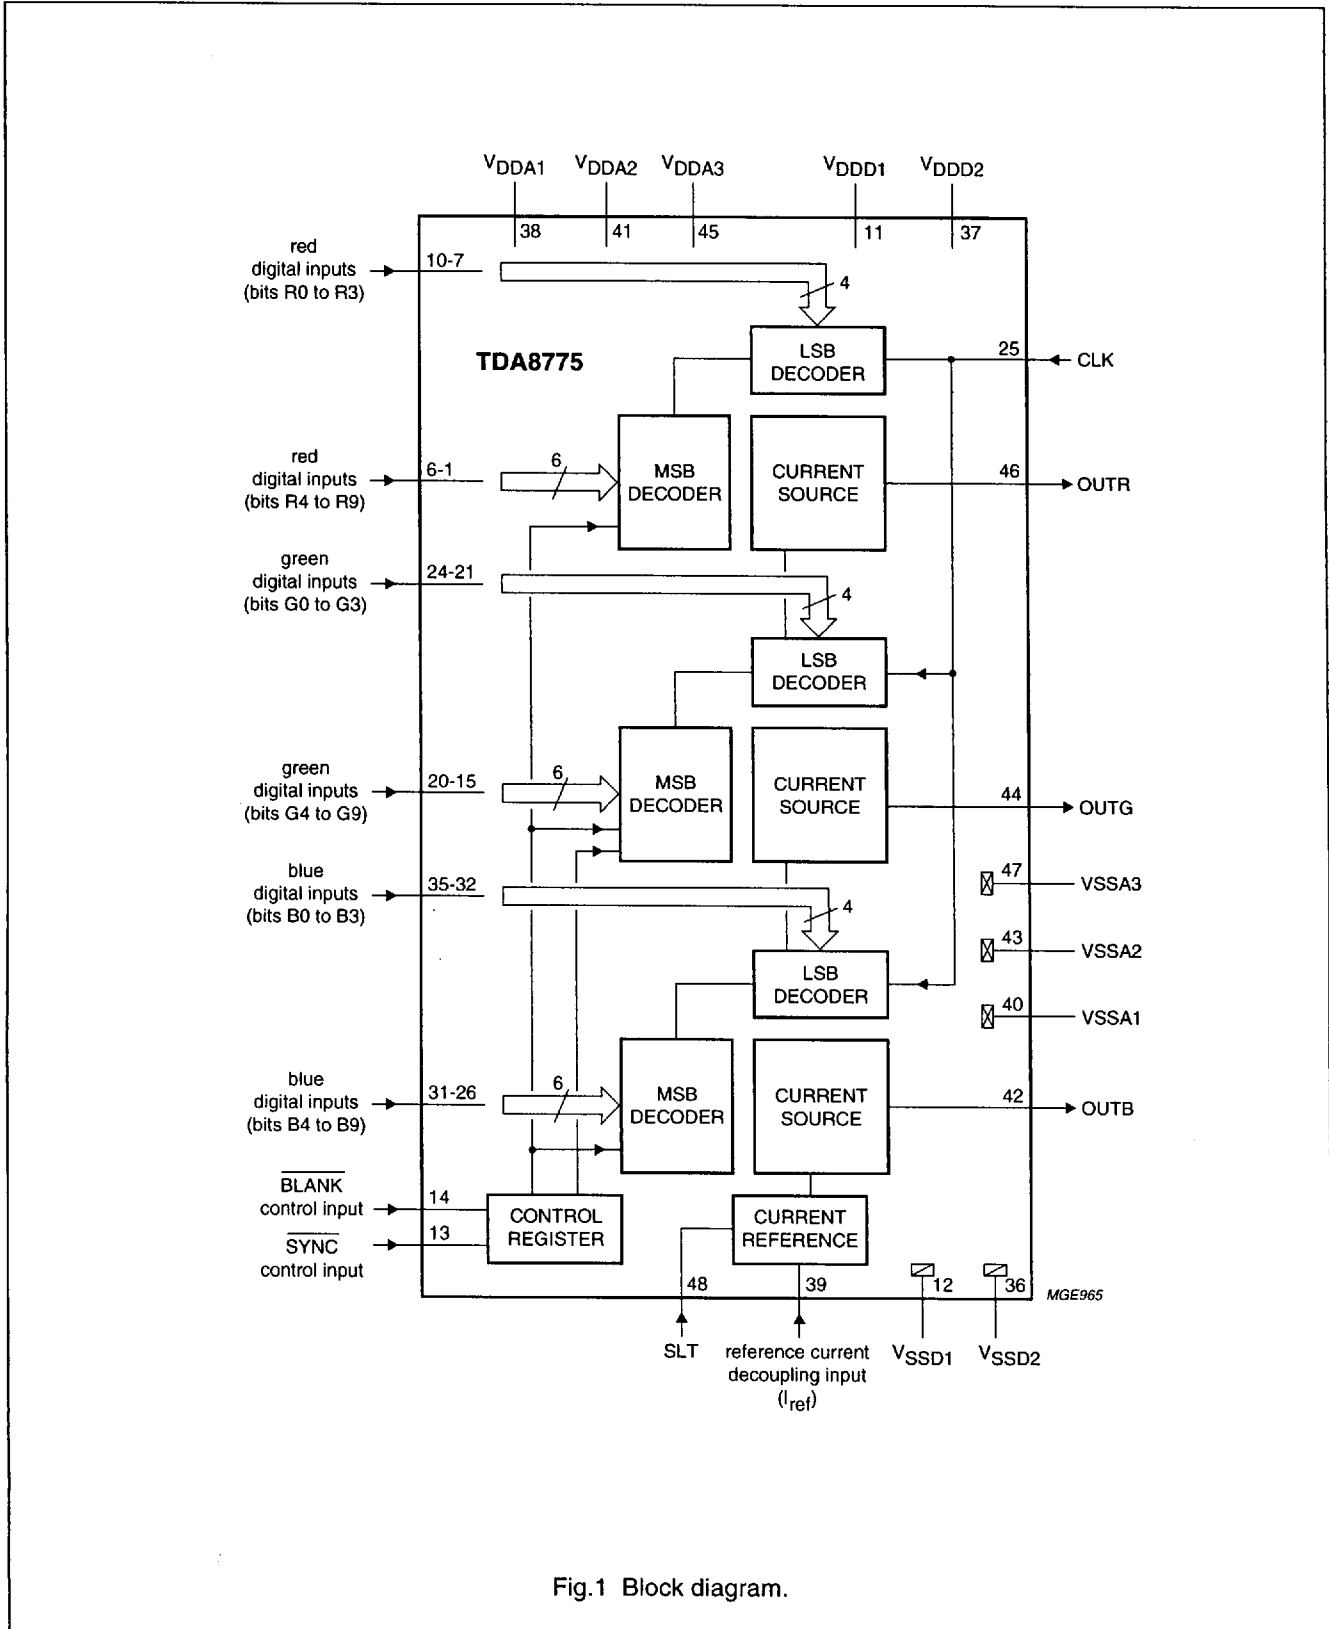 VDDA1 VDDA2 VDDA3 VDDD1 VDDD2
38 41 45 11 37
red
digital inputs
(bits R0 to R3)
10-7
4
TDA8775
LSB
DECODER
25
CLK
red
digital inputs
(bits R4 to R9)
6-1
6
MSB
DECODER
CURRENT
SOURCE
46
OUTR
green
digital inputs
(bits G0 to G3)
24-21
4
LSB
DECODER
green
digital inputs
(bits G4 to G9)
20-15
6
MSB
DECODER
CURRENT
SOURCE
44
OUTG
blue
digital inputs
(bits B0 to B3)
35-32
4
47
VSSA3
43
VSSA2
LSB
DECODER
40
VSSA1
blue
digital inputs
(bits B4 to B9)
31-26
6
MSB
DECODER
CURRENT
SOURCE
42
OUTB
BLANK
control input
14
SYNC
control input
13
CONTROL
REGISTER
CURRENT
REFERENCE
48 39 12 36
MGE965
SLT
reference current
decoupling input
(Iref)
VSSD1 VSSD2
Fig.1 Block diagram.